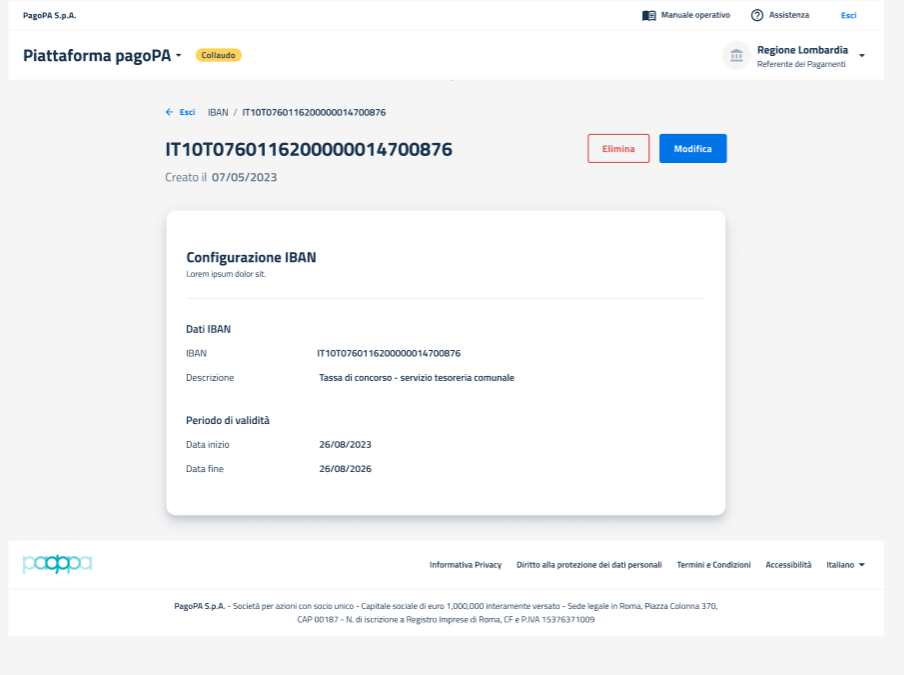 PagoPA S.p.A.
Manuale operativo
Assistenza
Esci
Piattaforma pagoPA
Collaudo
Regione Lombardia
Referente dei Pagamenti
Esci IBAN / IT10T0760116200000014700876
IT10T0760116200000014700876
Elimina
Modifica
Creato il 07/05/2023
Configurazione IBAN
Lorem ipsum dolor sit.
Dati IBAN
IBAN IT10T0760116200000014700876
Descrizione Tassa di concorso - servizio tesoreria comunale
Periodo di validità
Data inizio 26/08/2023
Data fine 26/08/2026
pagopa
Informativa Privacy
Diritto alla protezione dei dati personali
Termini e Condizioni
Accessibilità
Italiano
PagoPA S.p.A. - Società per azioni con socio unico - Capitale sociale di euro 1,000,000 interamente versato - Sede legale in Roma, Piazza Colonna 370,
CAP 00187 - N. di iscrizione a Registro Imprese di Roma, CF e P.IVA 15376371009